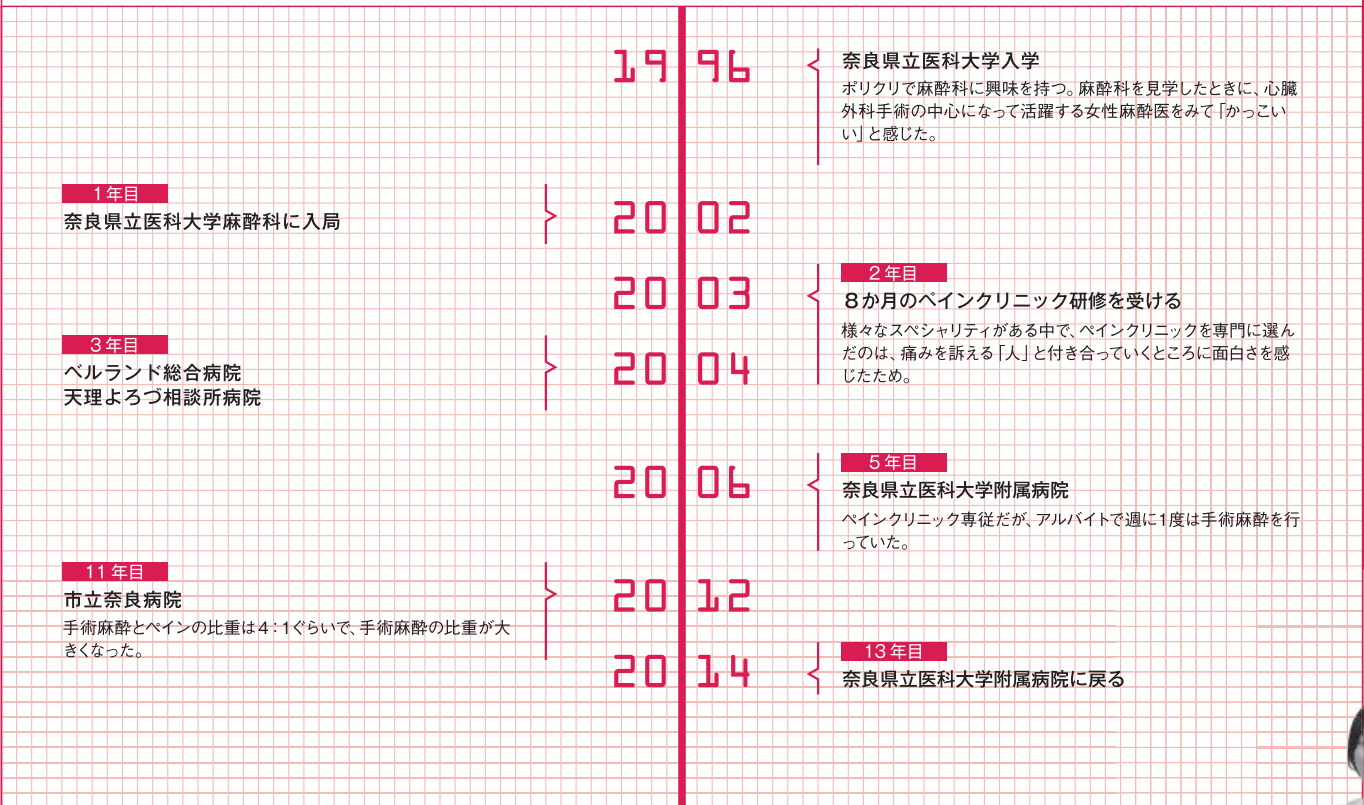 1996
奈良県立医科大学入学
ポリクリで麻酔科に興味を持つ。麻酔科を見学したときに、心臓
外科手術の中心になって活躍する女性麻酔医をみて「かっこい
い」と感じた。
1年目
奈良県立医科大学麻酔科に入局
2002
2003
2年目
8か月のペインクリニック研修を受ける
様々なスペシャリティがある中で、ペインクリニックを専門に選ん
だのは、痛みを訴える「人」と付き合っていくところに面白さを感
じたため。
3年目
ベルランド総合病院
天理よろづ相談所病院
2004
2006
5年目
奈良県立医科大学附属病院
ペインクリニック専従だが、アルバイトで週に1度は手術麻酔を行
っていた。
11年目
市立奈良病院
手術麻酔とペインの比重は4:1ぐらいで、手術麻酔の比重が大
きくなった。
2012
2014
13年目
奈良県立医科大学附属病院に戻る